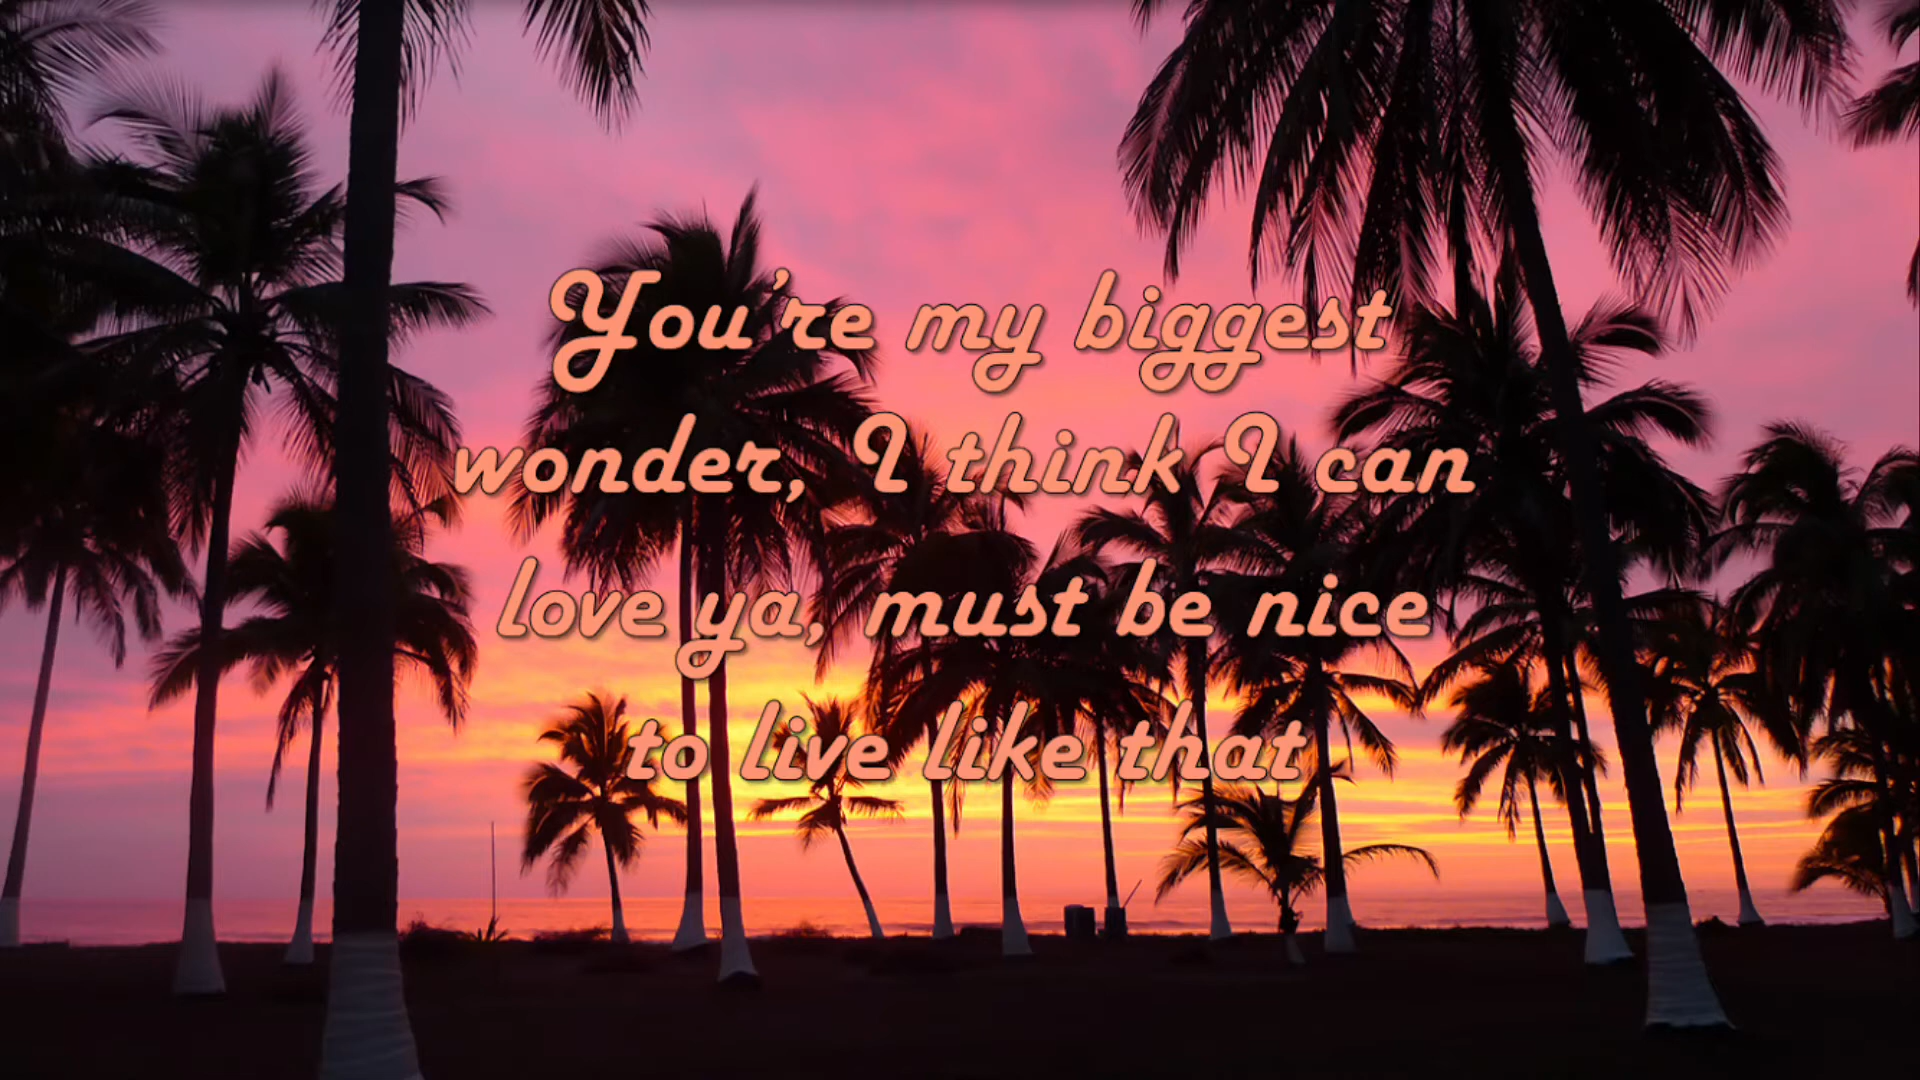 You're my biggest
wonder, I think I can
love ya, must be nice
to live like that